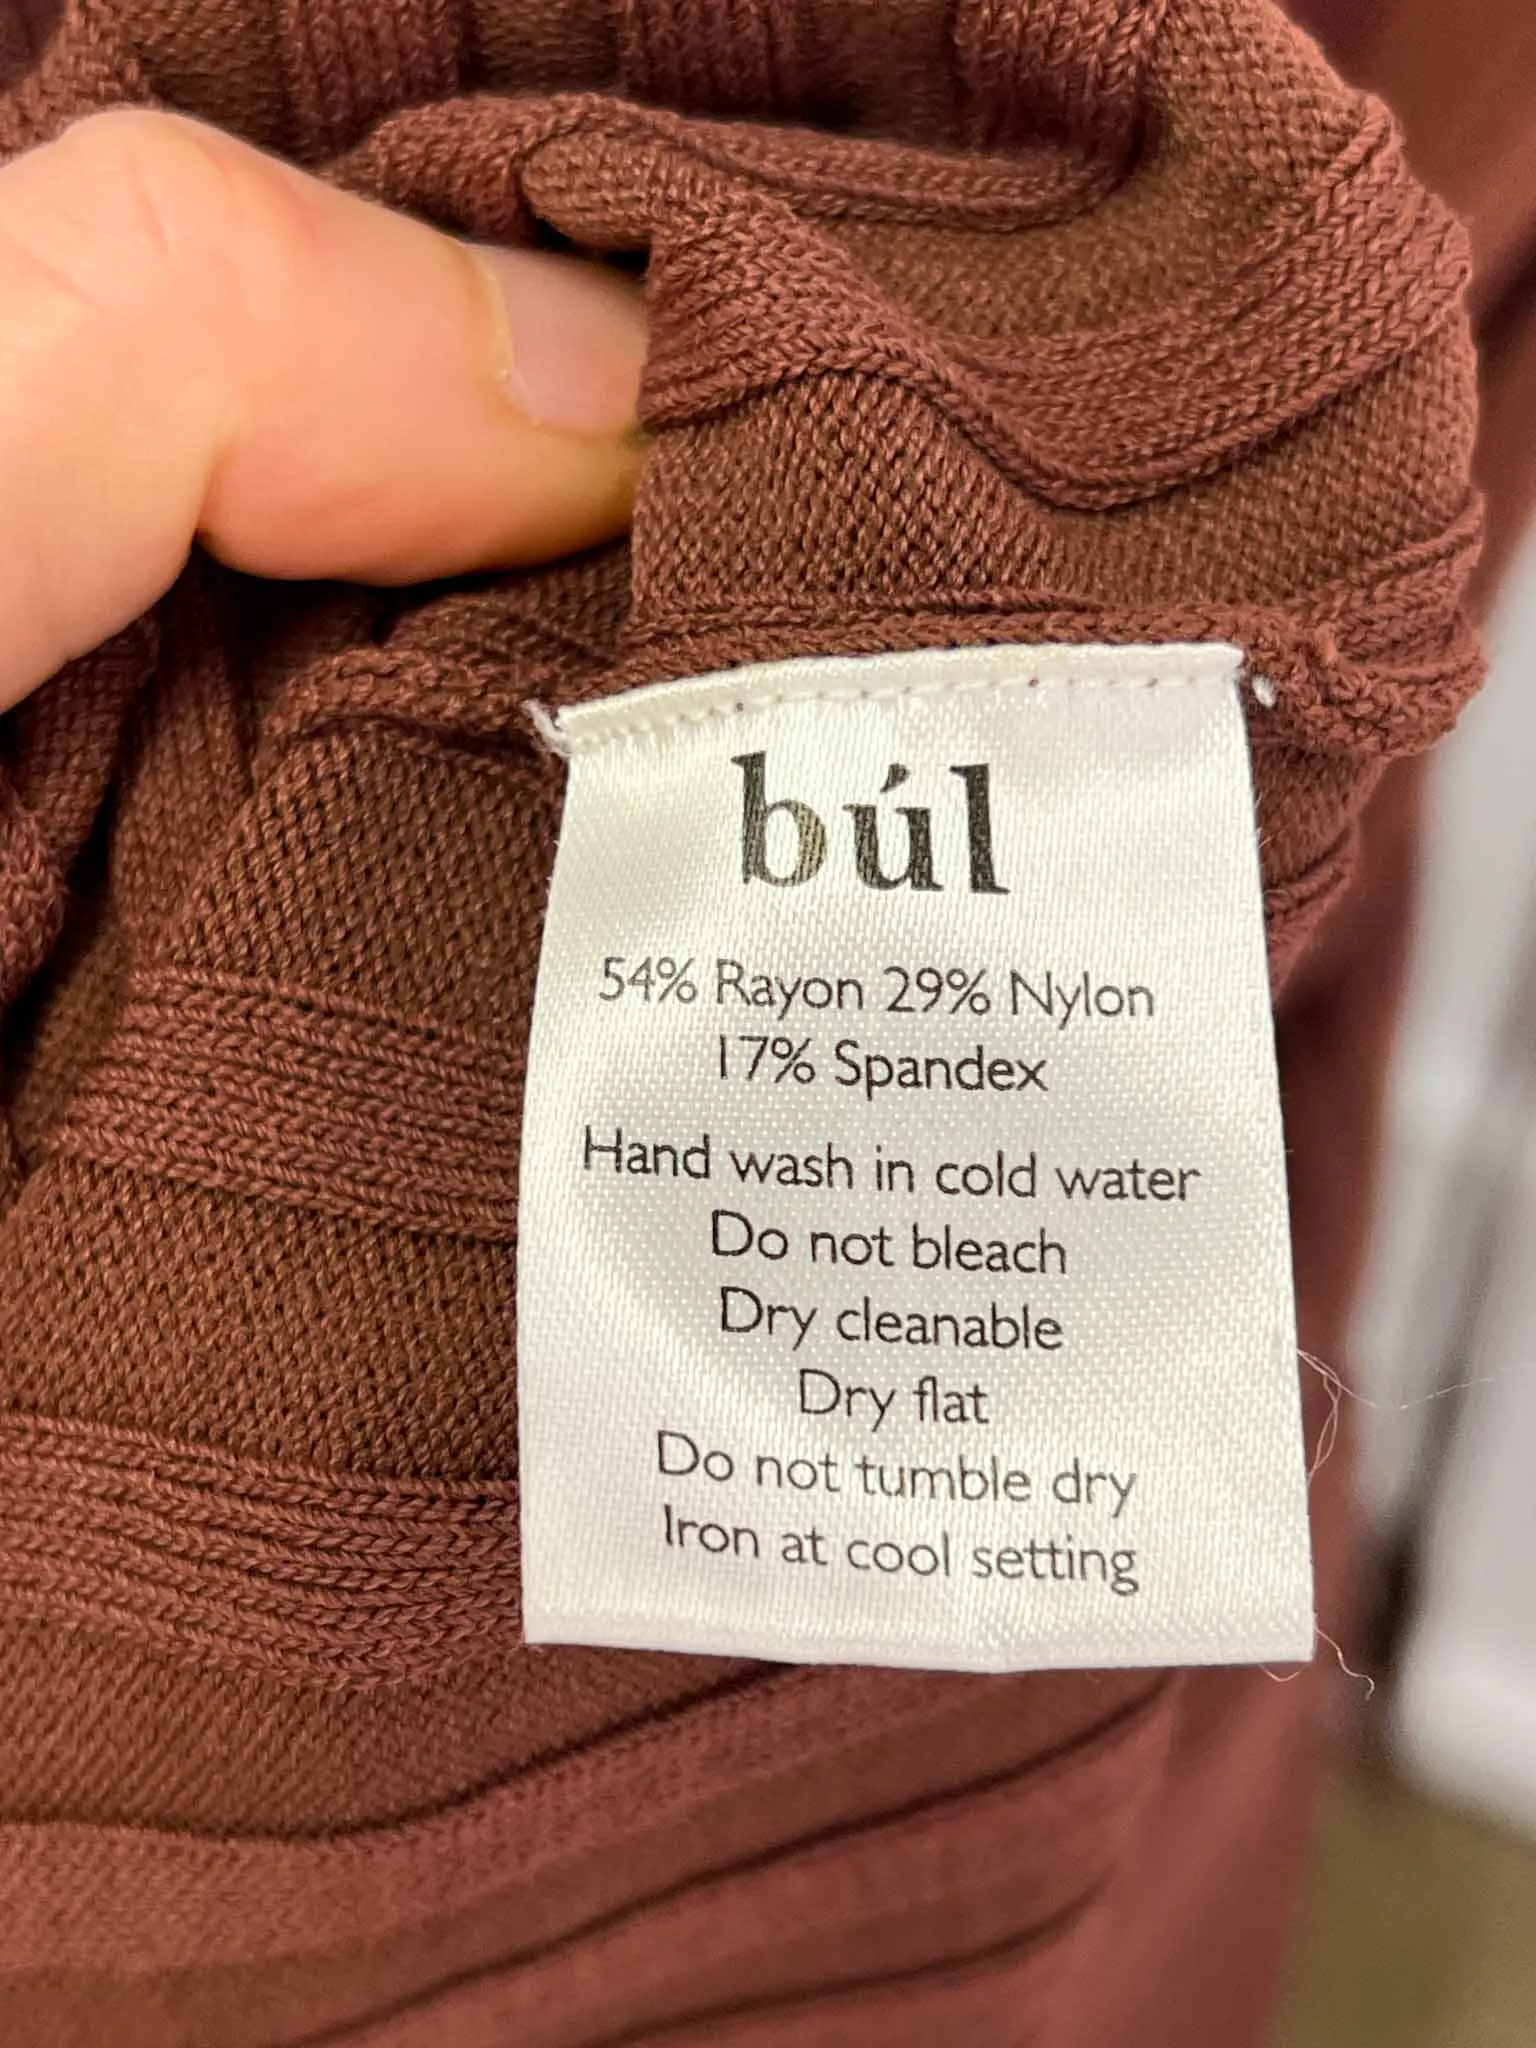 búl
54% Rayon 29% Nylon
17% Spandex
Hand wash in cold water
Do not bleach
Dry cleanable
Dry flat
Do not tumble dry
Iron at cool setting